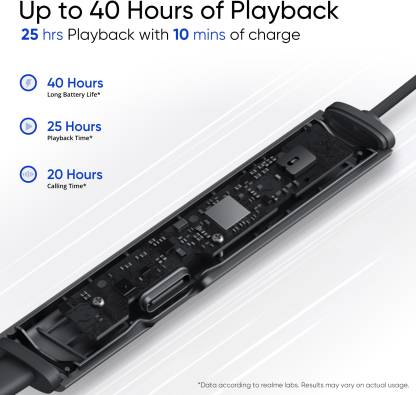 Up to 40 Hours of Playback
25 hrs Playback with 10 mins of charge
40 Hours
Long Battery Life*
25 Hours
Playback Time*
20 Hours
Calling Time*
*Data according to realme labs. Results may vary on actual usage.